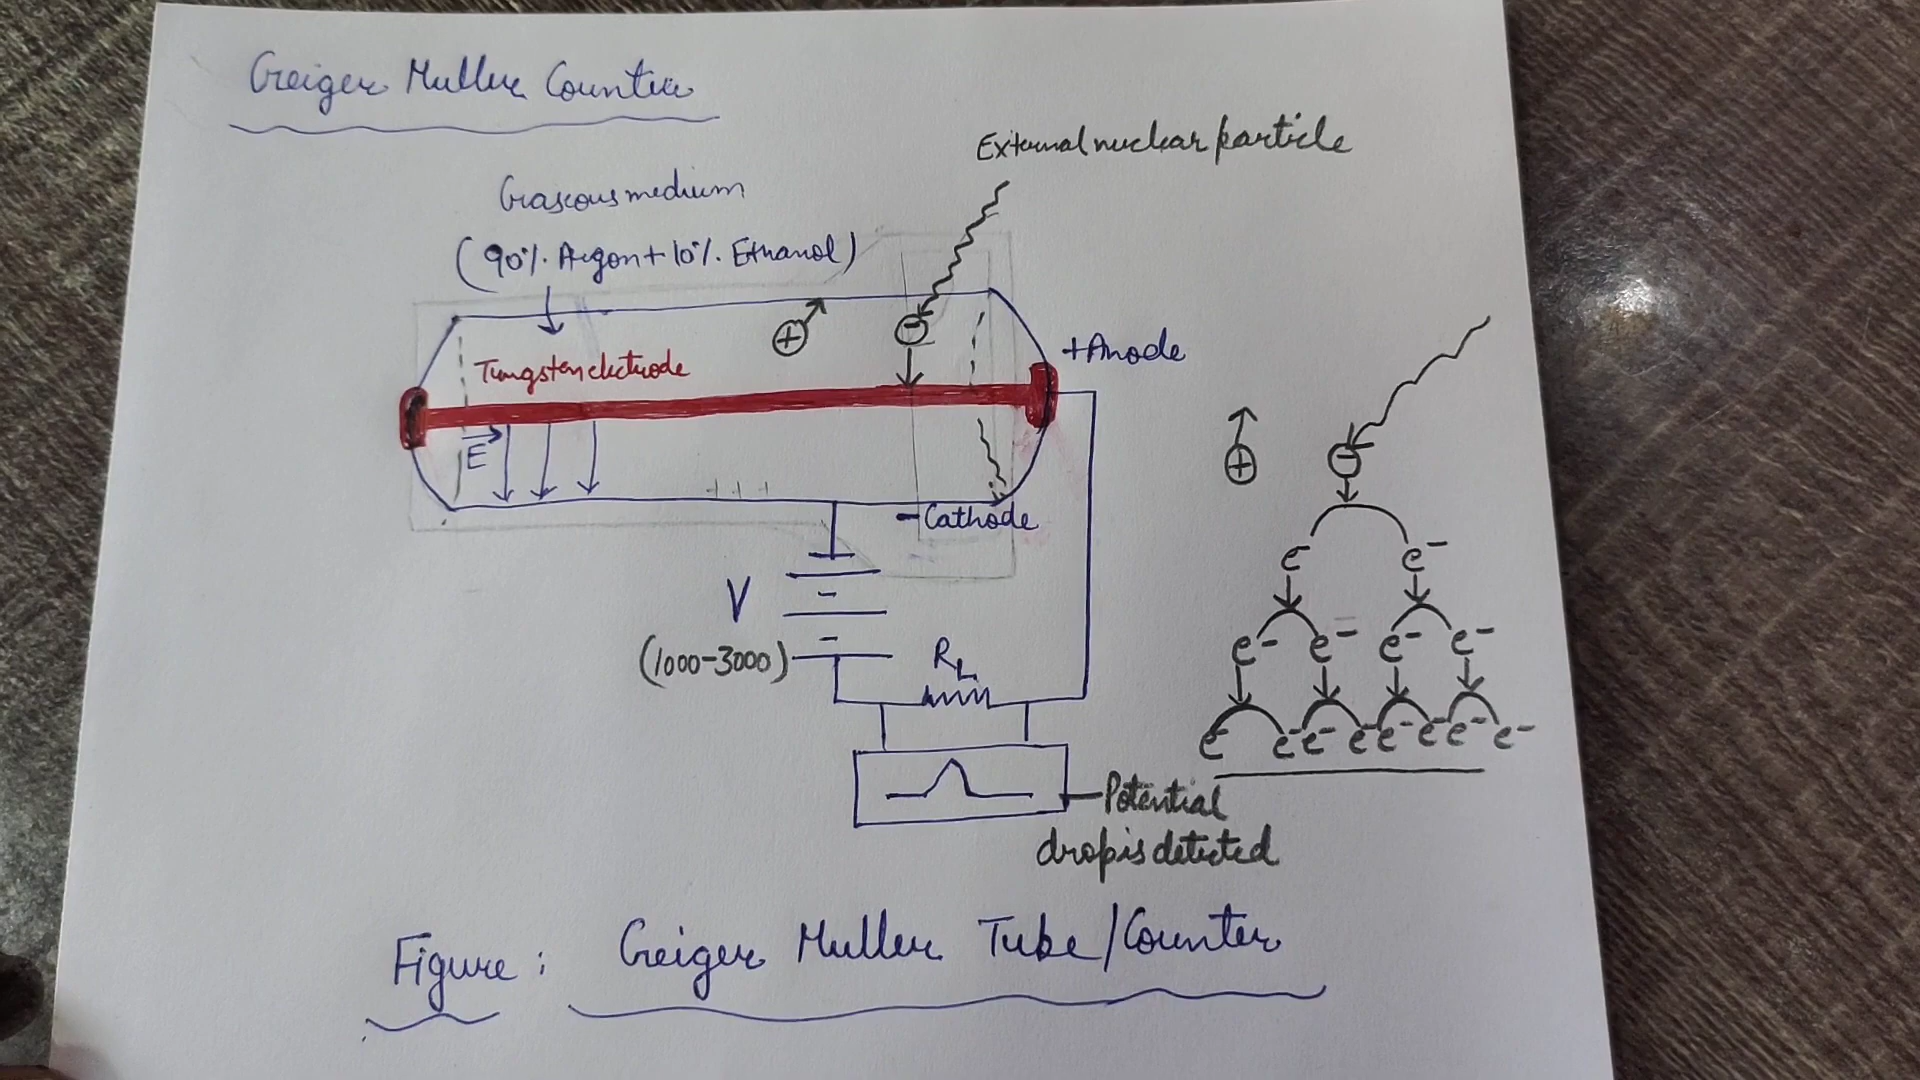 Geiger Muller Counter
External nuclear particle
Gaseous medium
(90% Argon + 10% Ethanol)
+
-
Tungsten electrode
+ Anode
E
- Cathode
+
-
e- e-
e- e- e- e-
e- e- e- e- e- e- e- e-
V
(1000-3000)
RL
Potential
drop is detected
Figure : Geiger Muller Tube/Counter